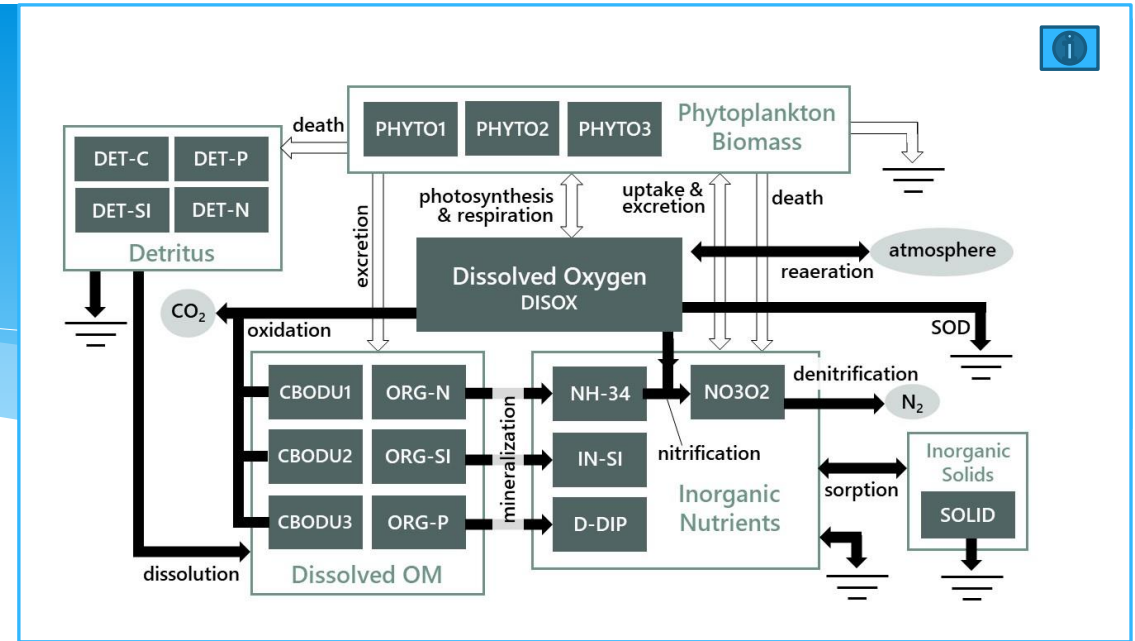 i
death
PHYTO1
PHYTO2
PHYTO3
Phytoplankton
Biomass
DET-C
DET-P
DET-SI
DET-N
Detritus
excretion
photosynthesis
& respiration
uptake &
excretion
death
Dissolved Oxygen
DISOX
atmosphere
reaeration
CO₂
oxidation
SOD
CBODU1
ORG-N
CBODU2
ORG-SI
CBODU3
ORG-P
Dissolved OM
dissolution
mineralization
NH-34
NO3O2
IN-SI
D-DIP
nitrification
Inorganic
Nutrients
denitrification
N₂
sorption
Inorganic
Solids
SOLID